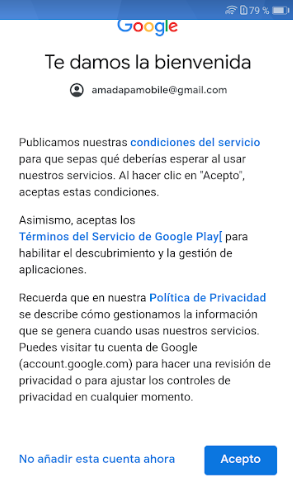 79 %
Google
Te damos la bienvenida
amadapamobile@gmail.com
Publicamos nuestras condiciones del servicio
para que sepas qué deberías esperar al usar
nuestros servicios. Al hacer clic en "Acepto",
aceptas estas condiciones.
Asimismo, aceptas los
Términos del Servicio de Google Play[ para
habilitar el descubrimiento y la gestión de
aplicaciones.
Recuerda que en nuestra Política de Privacidad
se describe cómo gestionamos la información
que se genera cuando usas nuestros servicios.
Puedes visitar tu cuenta de Google
(account.google.com) para hacer una revisión de
privacidad o para ajustar los controles de
privacidad en cualquier momento.
No añadir esta cuenta ahora
Acepto